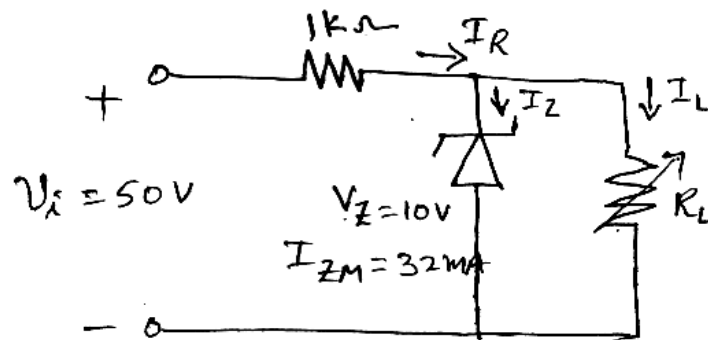 1kΩ
I_R
+
I_Z
I_L
V_i = 50V
V_Z = 10V
R_L
I_ZM = 32mA
−